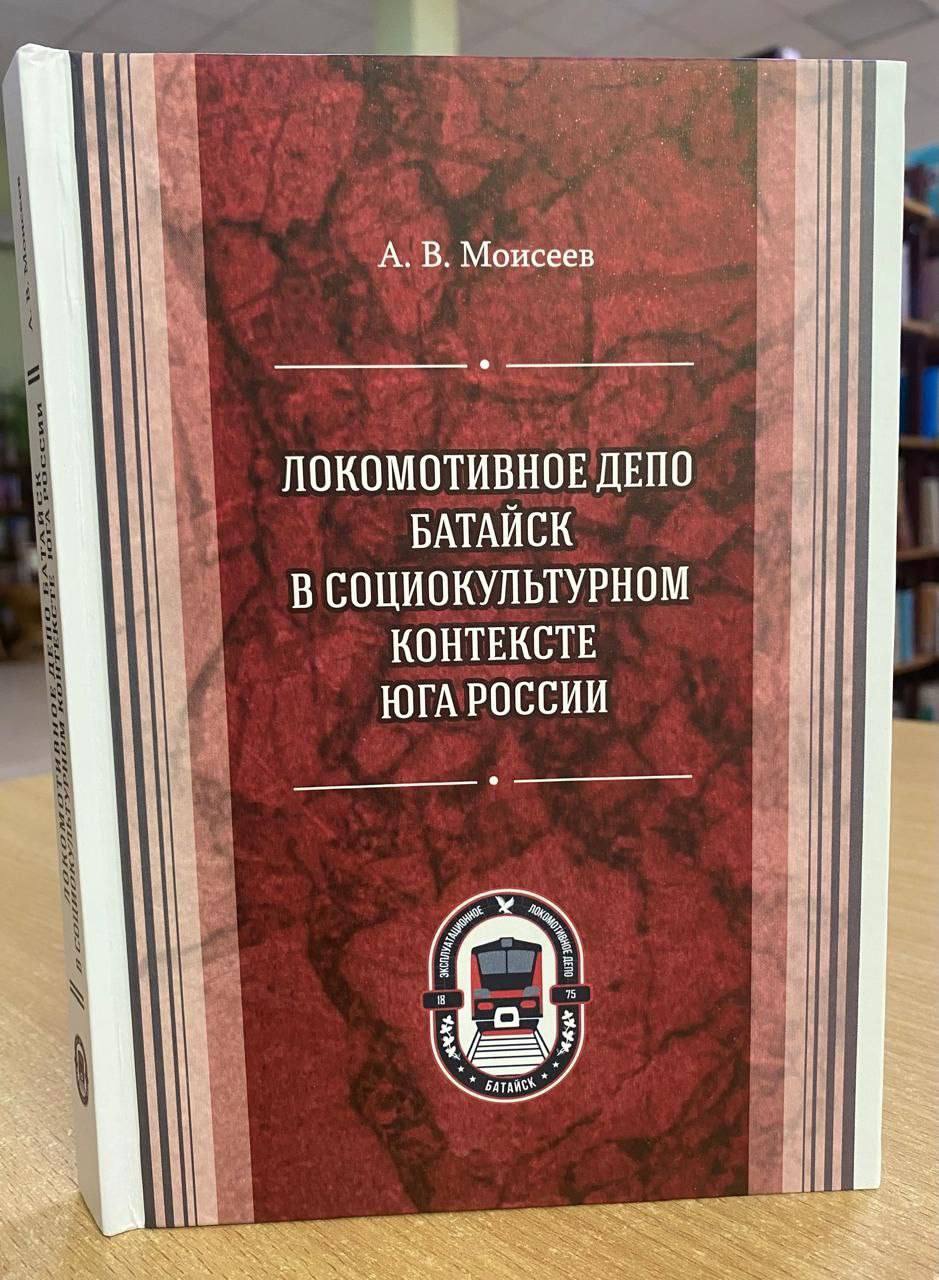 А. В. Моисеев
ЛОКОМОТИВНОЕ ДЕПО
БАТАЙСК
В СОЦИОКУЛЬТУРНОМ
КОНТЕКСТЕ
ЮГА РОССИИ
ЭКСПЛУАТАЦИОННОЕ ЛОКОМОТИВНОЕ ДЕПО
18 75
БАТАЙСК
А. В. Моисеев
ЛОКОМОТИВНОЕ ДЕПО БАТАЙСК
В СОЦИОКУЛЬТУРНОМ КОНТЕКСТЕ ЮГА РОССИИ